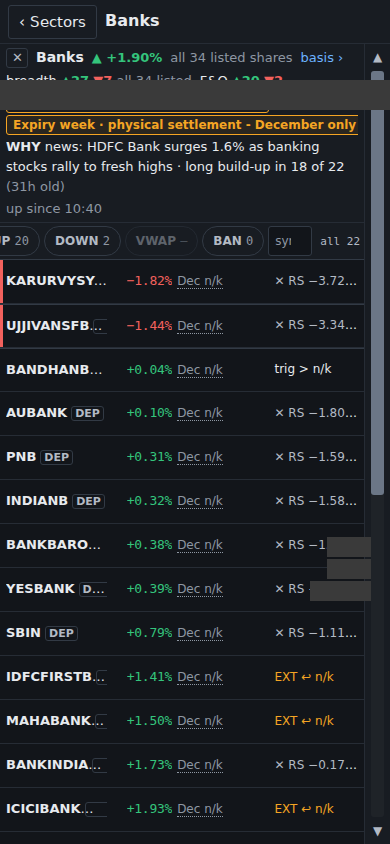 ‹ Sectors Banks
✕ Banks ▲ +1.90% all 34 listed shares basis ›
Expiry week · physical settlement - December only
WHY news: HDFC Bank surges 1.6% as banking
stocks rally to fresh highs · long build-up in 18 of 22
(31h old)
up since 10:40
UP 20 DOWN 2 VWAP – BAN 0 syr all 22
KARURVYSY... −1.82% Dec n/k ✕ RS −3.72...
UJJIVANSFB... −1.44% Dec n/k ✕ RS −3.34...
BANDHANB... +0.04% Dec n/k trig > n/k
AUBANK DEP +0.10% Dec n/k ✕ RS −1.80...
PNB DEP +0.31% Dec n/k ✕ RS −1.59...
INDIANB DEP +0.32% Dec n/k ✕ RS −1.58...
BANKBARO... +0.38% Dec n/k ✕ RS −1
YESBANK D... +0.39% Dec n/k ✕ RS
SBIN DEP +0.79% Dec n/k ✕ RS −1.11...
IDFCFIRSTB... +1.41% Dec n/k EXT ↩ n/k
MAHABANK... +1.50% Dec n/k EXT ↩ n/k
BANKINDIA... +1.73% Dec n/k ✕ RS −0.17...
ICICIBANK... +1.93% Dec n/k EXT ↩ n/k